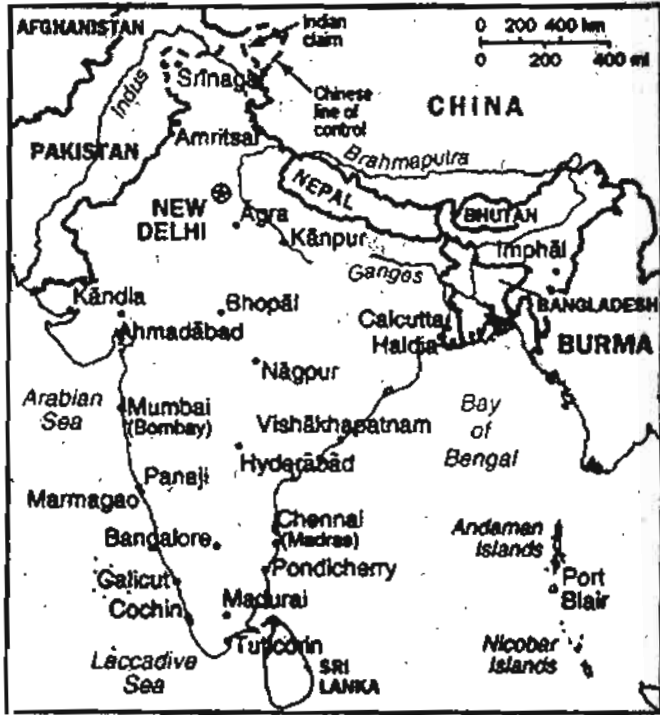 AFGHANISTAN
Indian
claim
0 200 400 km
0 200 400 mi
Indus
Srinagar
Chinese
line of
control
CHINA
Amritsar
PAKISTAN
Brahmaputra
NEPAL
NEW
DELHI
Agra
BHUTAN
Kānpur
Imphāl
Ganges
Kāndla
Bhopāl
BANGLADESH
Ahmadābad
Calcutta
Haldia
BURMA
Nāgpur
Arabian
Sea
Mumbai
(Bombay)
Vishākhapatnam
Bay
of
Bengal
Hyderābād
Panaji
Marmagao
Chennai
(Madras)
Andaman
Islands
Bangalore
Pondicherry
Calicut
Port
Blair
Cochin
Madurai
Tuticorin
Laccadive
Sea
SRI
LANKA
Nicobar
Islands